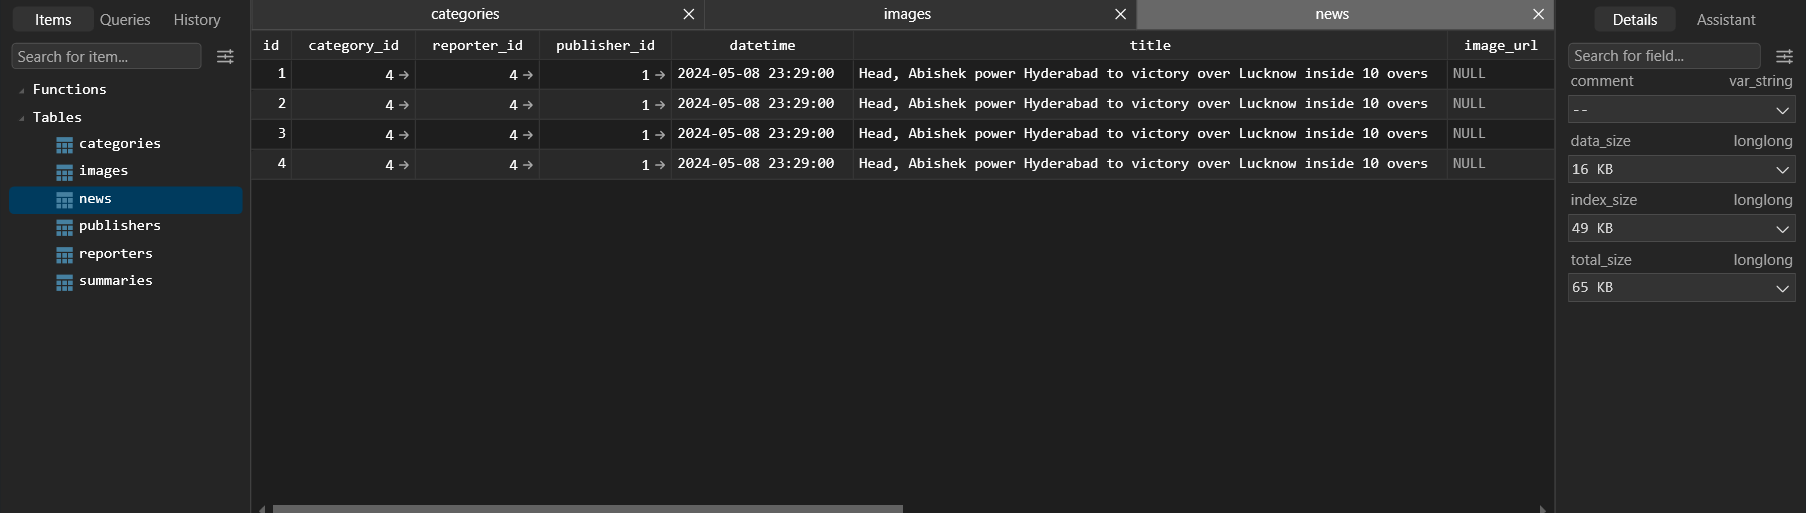 Items Queries History
Search for item...
Functions
Tables
categories
images
news
publishers
reporters
summaries
categories images news
id category_id reporter_id publisher_id datetime title image_url
1 4 → 4 → 1 → 2024-05-08 23:29:00 Head, Abishek power Hyderabad to victory over Lucknow inside 10 overs NULL
2 4 → 4 → 1 → 2024-05-08 23:29:00 Head, Abishek power Hyderabad to victory over Lucknow inside 10 overs NULL
3 4 → 4 → 1 → 2024-05-08 23:29:00 Head, Abishek power Hyderabad to victory over Lucknow inside 10 overs NULL
4 4 → 4 → 1 → 2024-05-08 23:29:00 Head, Abishek power Hyderabad to victory over Lucknow inside 10 overs NULL
Details Assistant
Search for field...
comment var_string
--
data_size longlong
16 KB
index_size longlong
49 KB
total_size longlong
65 KB